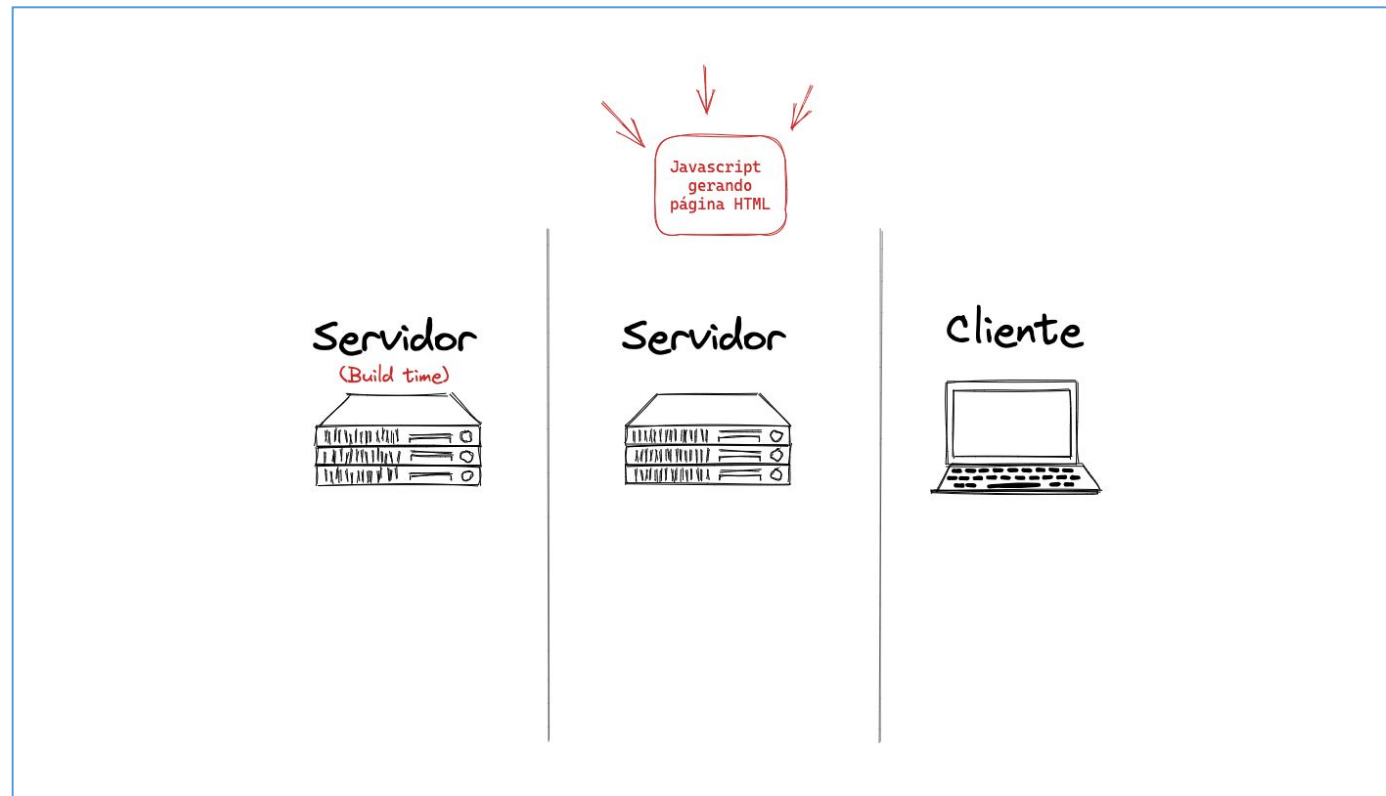 Javascript
gerando
página HTML
Servidor
(Build time)
Servidor
Cliente